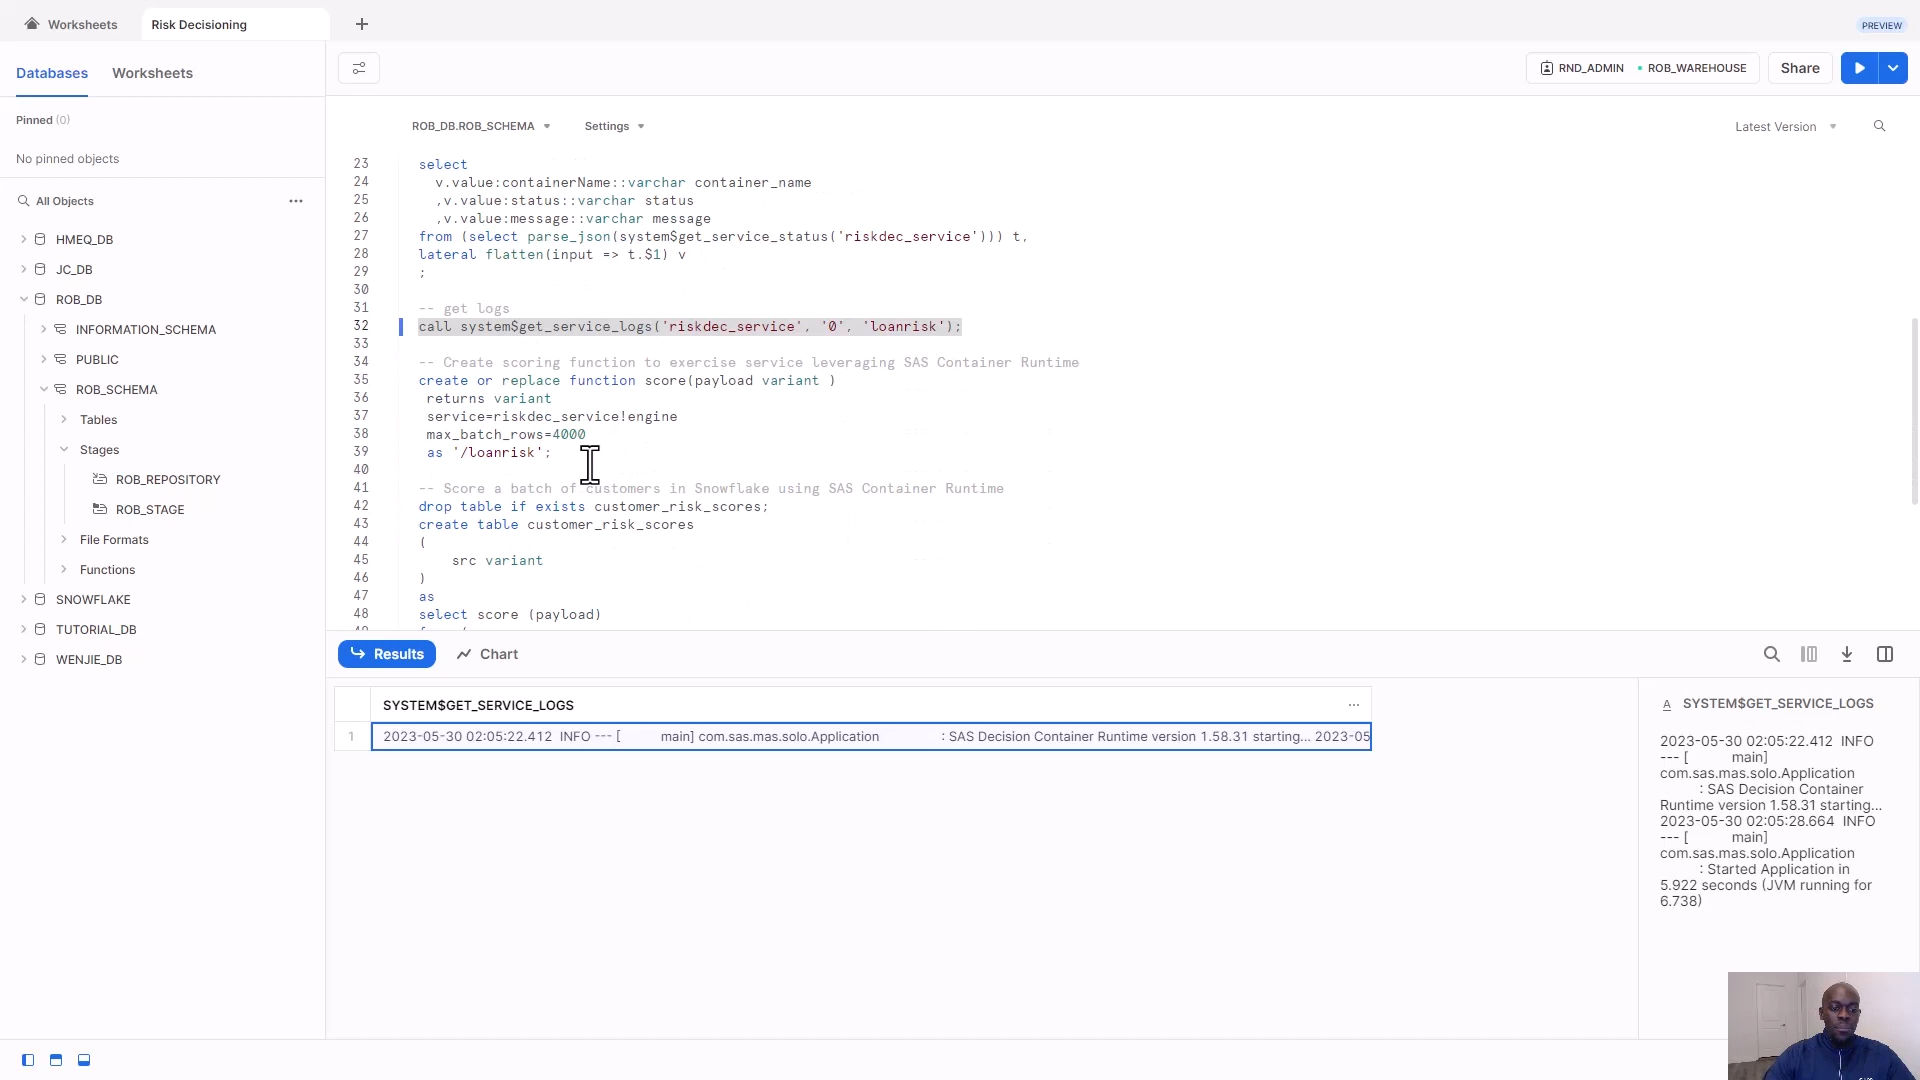 Worksheets
Risk Decisioning
PREVIEW
Databases
Worksheets
RND_ADMIN
ROB_WAREHOUSE
Share
Pinned (0)
No pinned objects
All Objects
HMEQ_DB
JC_DB
ROB_DB
INFORMATION_SCHEMA
PUBLIC
ROB_SCHEMA
Tables
Stages
ROB_REPOSITORY
ROB_STAGE
File Formats
Functions
SNOWFLAKE
TUTORIAL_DB
WENJIE_DB
ROB_DB.ROB_SCHEMA
Settings
Latest Version
23 select
24 v.value:containerName::varchar container_name
25 ,v.value:status::varchar status
26 ,v.value:message::varchar message
27 from (select parse_json(system$get_service_status('riskdec_service'))) t,
28 lateral flatten(input => t.$1) v
29 ;
30
31 -- get logs
32 call system$get_service_logs('riskdec_service', '0', 'loanrisk');
33
34 -- Create scoring function to exercise service leveraging SAS Container Runtime
35 create or replace function score(payload variant )
36 returns variant
37 service=riskdec_service!engine
38 max_batch_rows=4000
39 as '/loanrisk';
40
41 -- Score a batch of customers in Snowflake using SAS Container Runtime
42 drop table if exists customer_risk_scores;
43 create table customer_risk_scores
44 (
45 src variant
46 )
47 as
48 select score (payload)
Results
Chart
SYSTEM$GET_SERVICE_LOGS
...
1 2023-05-30 02:05:22.412 INFO --- [ main] com.sas.mas.solo.Application : SAS Decision Container Runtime version 1.58.31 starting... 2023-05
A SYSTEM$GET_SERVICE_LOGS
2023-05-30 02:05:22.412 INFO
--- [ main]
com.sas.mas.solo.Application
: SAS Decision Container
Runtime version 1.58.31 starting...
2023-05-30 02:05:28.664 INFO
--- [ main]
com.sas.mas.solo.Application
: Started Application in
5.922 seconds (JVM running for
6.738)